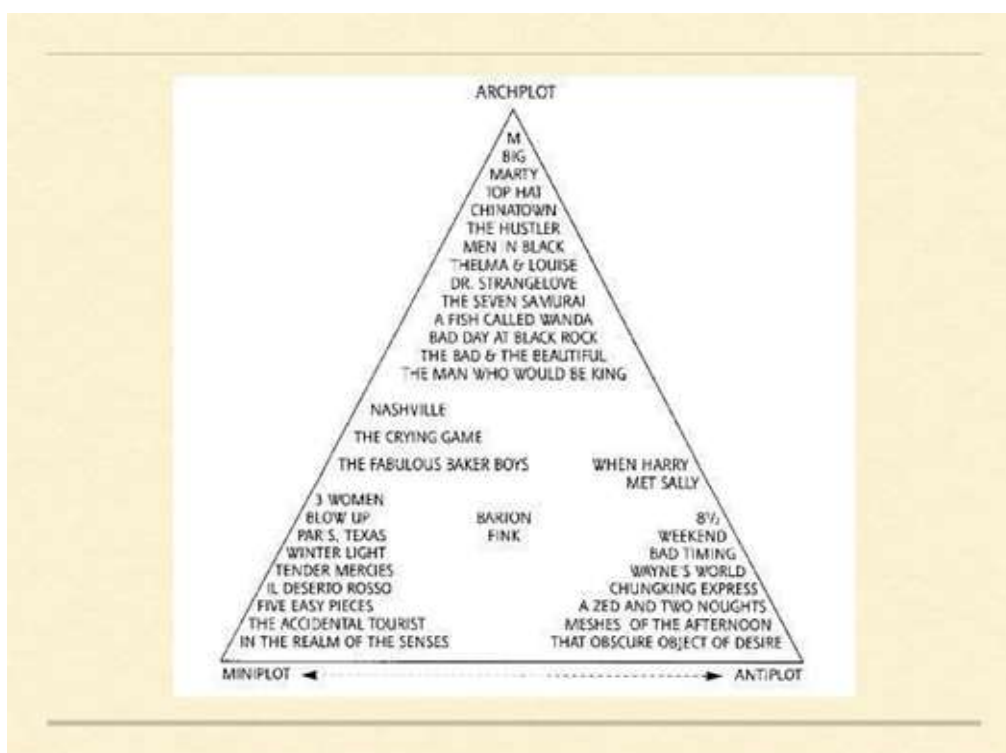 ARCHPLOT
M
BIG
MARTY
TOP HAT
CHINATOWN
THE HUSTLER
MEN IN BLACK
THELMA & LOUISE
DR. STRANGELOVE
THE SEVEN SAMURAI
A FISH CALLED WANDA
BAD DAY AT BLACK ROCK
THE BAD & THE BEAUTIFUL
THE MAN WHO WOULD BE KING
NASHVILLE
THE CRYING GAME
THE FABULOUS BAKER BOYS
WHEN HARRY
MET SALLY
3 WOMEN
BLOW UP
PARIS, TEXAS
WINTER LIGHT
TENDER MERCIES
IL DESERTO ROSSO
FIVE EASY PIECES
THE ACCIDENTAL TOURIST
IN THE REALM OF THE SENSES
BARTON
FINK
8½
WEEKEND
BAD TIMING
WAYNE'S WORLD
CHUNGKING EXPRESS
A ZED AND TWO NOUGHTS
MESHES OF THE AFTERNOON
THAT OBSCURE OBJECT OF DESIRE
MINIPLOT
ANTIPLOT